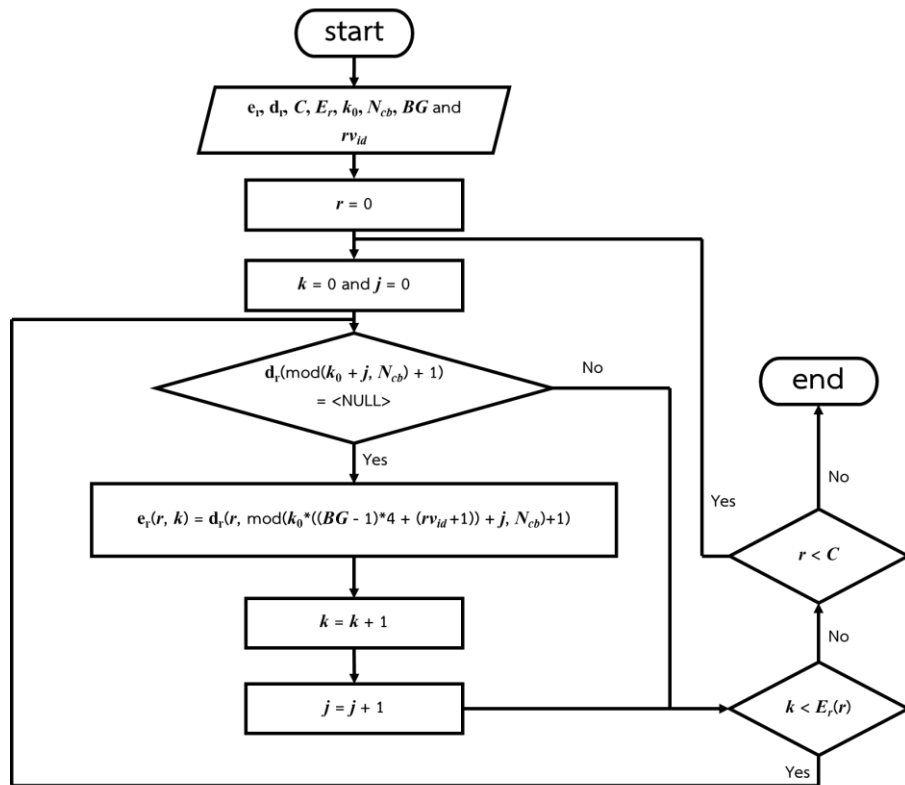 start
e_r, d_r, C, E_r, k_0, N_cb, BG and
rv_id
r = 0
k = 0 and j = 0
d_r(mod(k_0 + j, N_cb) + 1)
= <NULL>
No
Yes
e_r(r, k) = d_r(r, mod(k_0*((BG - 1)*4 + (rv_id+1)) + j, N_cb)+1)
k = k + 1
j = j + 1
k < E_r(r)
Yes
No
r < C
Yes
No
end